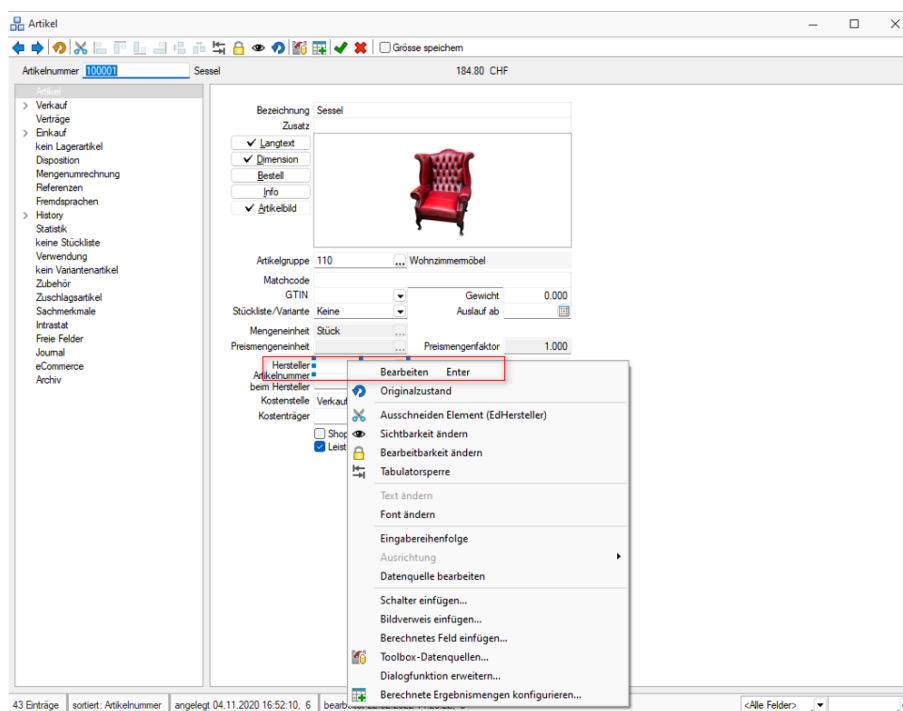 Artikel
Grösse speichern
Artikelnummer 100001 Sessel 184.80 CHF
Artikel
Verkauf
Verträge
Einkauf
kein Lagerartikel
Disposition
Mengenumrechnung
Referenzen
Fremdsprachen
History
Statistik
keine Stückliste
Verwendung
kein Variantenartikel
Zubehör
Zuschlagsartikel
Sachmerkmale
Intrastat
Freie Felder
Journal
eCommerce
Archiv
Bezeichnung Sessel
Zusatz
Langtext
Dimension
Bestell
Info
Artikelbild
Artikelgruppe 110 ... Wohnzimmermöbel
Matchcode
GTIN Gewicht 0.000
Stückliste/Variante Keine Auslauf ab
Mengeneinheit Stück ...
Preismengeneinheit ... Preismengenfaktor 1.000
Hersteller
Artikelnummer
beim Hersteller
Kostenstelle Verkauf
Kostenträger
Shop
Leist
Bearbeiten Enter
Originalzustand
Ausschneiden Element (EdHersteller)
Sichtbarkeit ändern
Bearbeitbarkeit ändern
Tabulatorsperre
Text ändern
Font ändern
Eingabereihenfolge
Ausrichtung
Datenquelle bearbeiten
Schalter einfügen...
Bildverweis einfügen...
Berechnetes Feld einfügen...
Toolbox-Datenquellen...
Dialogfunktion erweitern...
Berechnete Ergebnismengen konfigurieren...
43 Einträge sortiert: Artikelnummer angelegt 04.11.2020 16:52:10, 6 <Alle Felder>